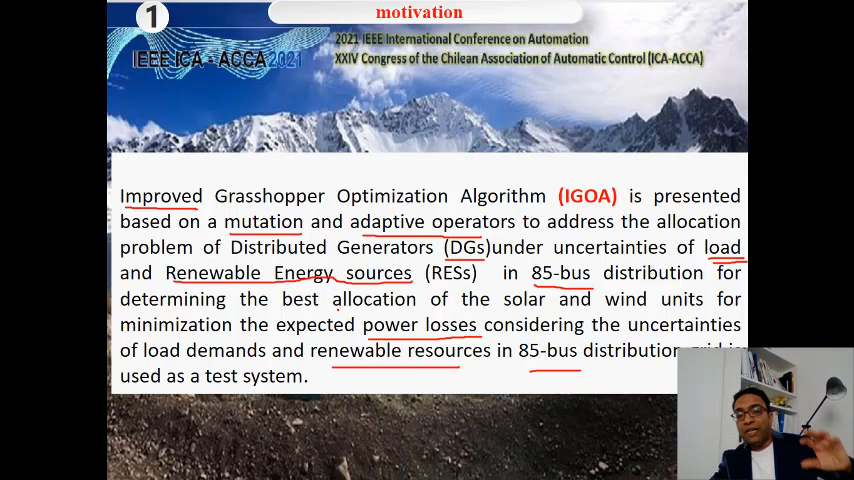 1
motivation
IEEE ICA - ACCA 2021
2021 IEEE International Conference on Automation
XXIV Congress of the Chilean Association of Automatic Control (ICA-ACCA)
Improved Grasshopper Optimization Algorithm (IGOA) is presented
based on a mutation and adaptive operators to address the allocation
problem of Distributed Generators (DGs)under uncertainties of load
and Renewable Energy sources (RESs) in 85-bus distribution for
determining the best allocation of the solar and wind units for
minimization the expected power losses considering the uncertainties
of load demands and renewable resources in 85-bus distribution grid is
used as a test system.